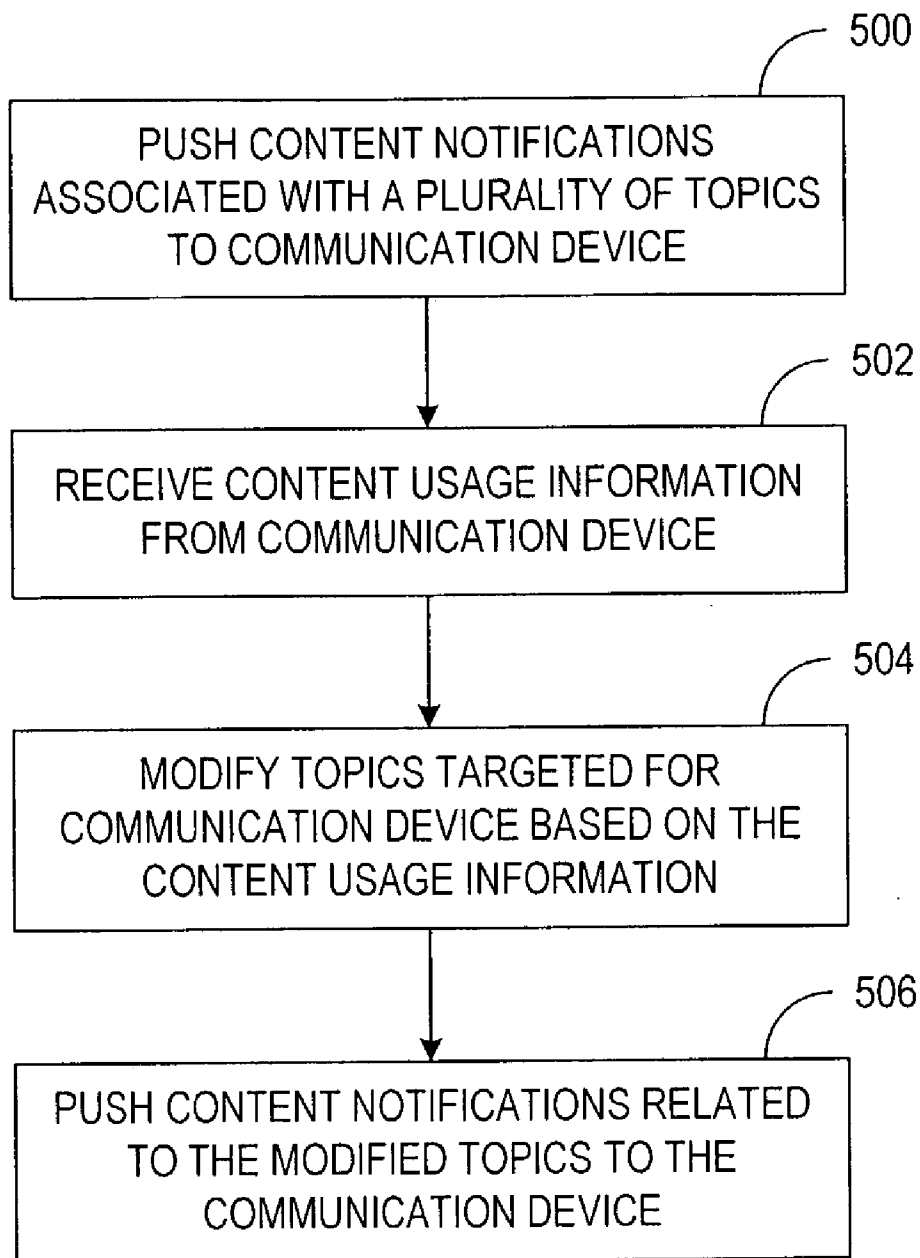 500
PUSH CONTENT NOTIFICATIONS
ASSOCIATED WITH A PLURALITY OF TOPICS
TO COMMUNICATION DEVICE
502
RECEIVE CONTENT USAGE INFORMATION
FROM COMMUNICATION DEVICE
504
MODIFY TOPICS TARGETED FOR
COMMUNICATION DEVICE BASED ON THE
CONTENT USAGE INFORMATION
506
PUSH CONTENT NOTIFICATIONS RELATED
TO THE MODIFIED TOPICS TO THE
COMMUNICATION DEVICE